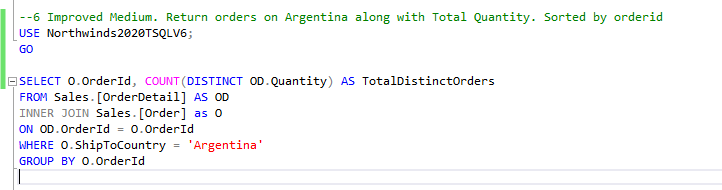 --6 Improved Medium. Return orders on Argentina along with Total Quantity. Sorted by orderid
USE Northwinds2020TSQLV6;
GO
SELECT O.OrderId, COUNT(DISTINCT OD.Quantity) AS TotalDistinctOrders
FROM Sales.[OrderDetail] AS OD
INNER JOIN Sales.[Order] as O
ON OD.OrderId = O.OrderId
WHERE O.ShipToCountry = 'Argentina'
GROUP BY O.OrderId